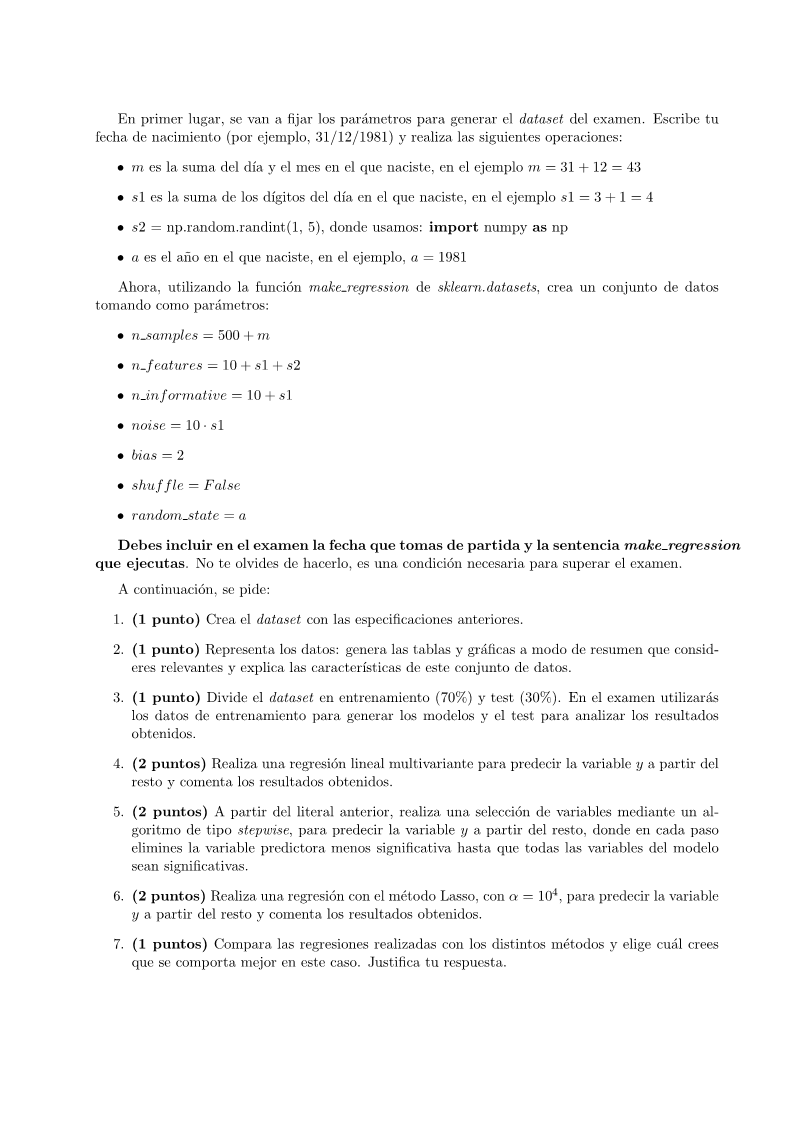 En primer lugar, se van a fijar los parámetros para generar el dataset del examen. Escribe tu
fecha de nacimiento (por ejemplo, 31/12/1981) y realiza las siguientes operaciones:
• m es la suma del día y el mes en el que naciste, en el ejemplo m = 31 + 12 = 43
• s1 es la suma de los dígitos del día en el que naciste, en el ejemplo s1 = 3 + 1 = 4
• s2 = np.random.randint(1, 5), donde usamos: import numpy as np
• a es el año en el que naciste, en el ejemplo, a = 1981
Ahora, utilizando la función make_regression de sklearn.datasets, crea un conjunto de datos
tomando como parámetros:
• n_samples = 500 + m
• n_features = 10 + s1 + s2
• n_informative = 10 + s1
• noise = 10 · s1
• bias = 2
• shuffle = False
• random_state = a
Debes incluir en el examen la fecha que tomas de partida y la sentencia make_regression
que ejecutas. No te olvides de hacerlo, es una condición necesaria para superar el examen.
A continuación, se pide:
1. (1 punto) Crea el dataset con las especificaciones anteriores.
2. (1 punto) Representa los datos: genera las tablas y gráficas a modo de resumen que consid-
eres relevantes y explica las características de este conjunto de datos.
3. (1 punto) Divide el dataset en entrenamiento (70%) y test (30%). En el examen utilizarás
los datos de entrenamiento para generar los modelos y el test para analizar los resultados
obtenidos.
4. (2 puntos) Realiza una regresión lineal multivariante para predecir la variable y a partir del
resto y comenta los resultados obtenidos.
5. (2 puntos) A partir del literal anterior, realiza una selección de variables mediante un al-
goritmo de tipo stepwise, para predecir la variable y a partir del resto, donde en cada paso
elimines la variable predictora menos significativa hasta que todas las variables del modelo
sean significativas.
6. (2 puntos) Realiza una regresión con el método Lasso, con α = 10⁴, para predecir la variable
y a partir del resto y comenta los resultados obtenidos.
7. (1 puntos) Compara las regresiones realizadas con los distintos métodos y elige cuál crees
que se comporta mejor en este caso. Justifica tu respuesta.